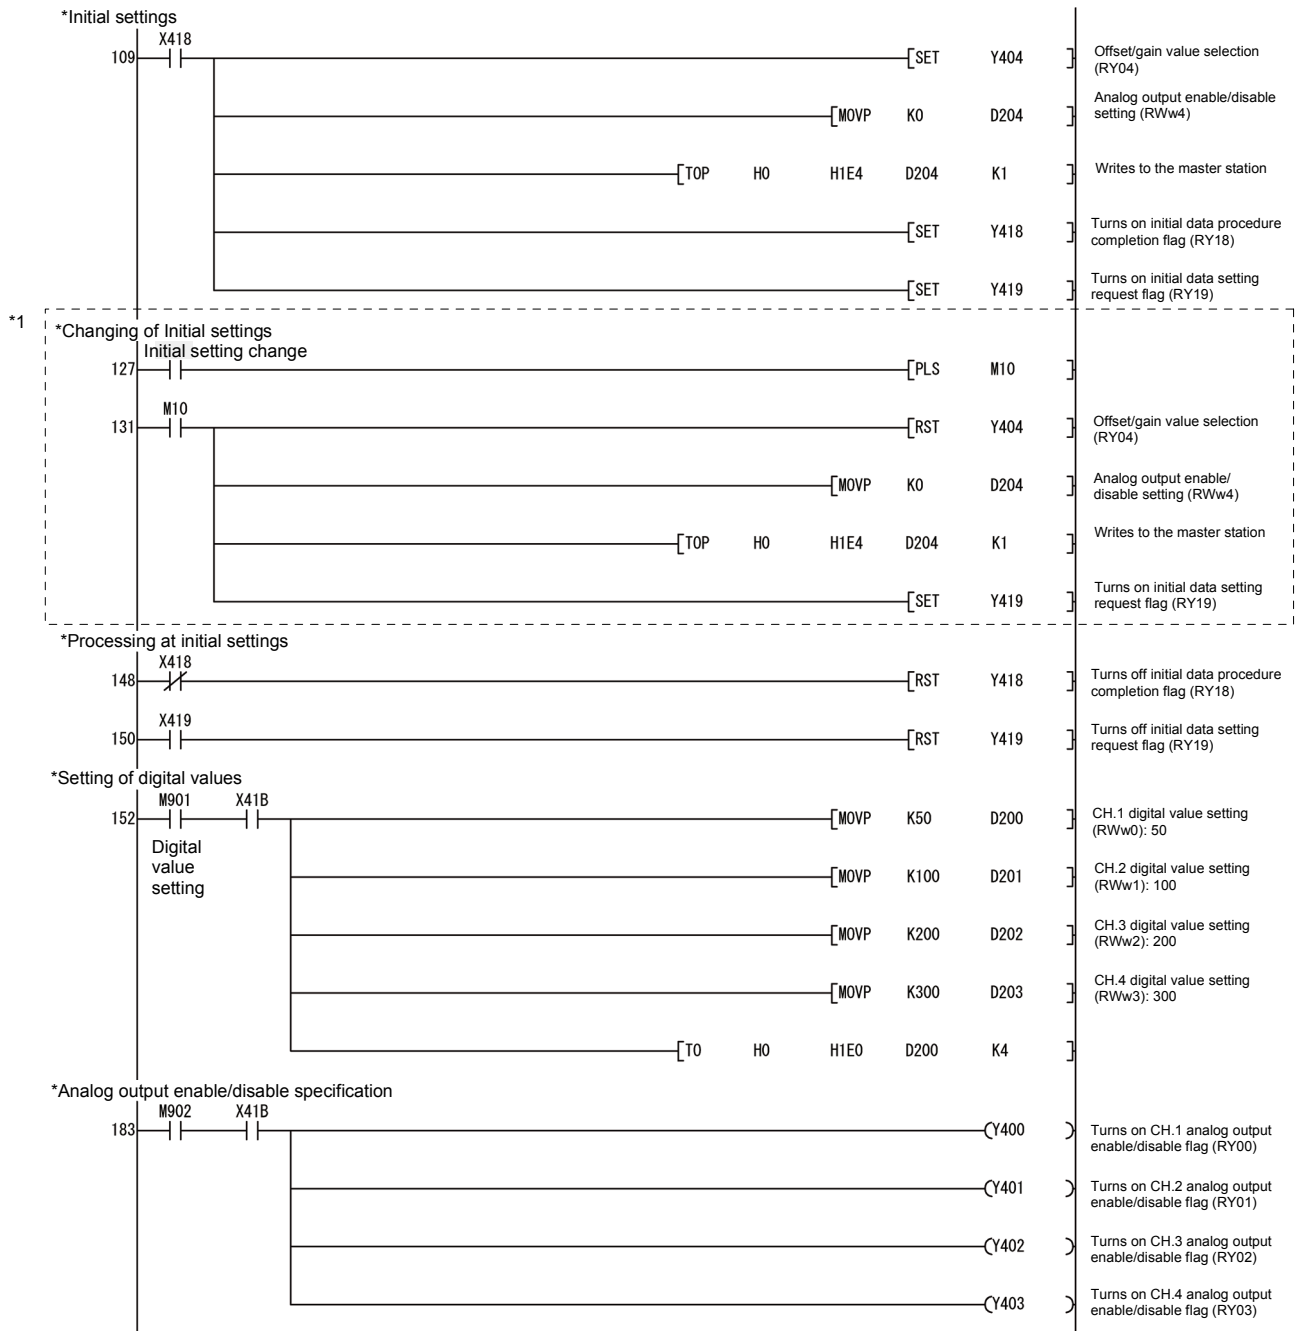 *Initial settings
X418
109 [SET Y404 ] Offset/gain value selection
(RY04)
[MOVP K0 D204 ] Analog output enable/disable
setting (RWw4)
[TOP H0 H1E4 D204 K1 ] Writes to the master station
[SET Y418 ] Turns on initial data procedure
completion flag (RY18)
[SET Y419 ] Turns on initial data setting
request flag (RY19)
*1
*Changing of Initial settings
Initial setting change
127 [PLS M10 ]
M10
131 [RST Y404 ] Offset/gain value selection
(RY04)
[MOVP K0 D204 ] Analog output enable/
disable setting (RWw4)
[TOP H0 H1E4 D204 K1 ] Writes to the master station
[SET Y419 ] Turns on initial data setting
request flag (RY19)
*Processing at initial settings
X418
148 [RST Y418 ] Turns off initial data procedure
completion flag (RY18)
X419
150 [RST Y419 ] Turns off initial data setting
request flag (RY19)
*Setting of digital values
M901 X41B
152 [MOVP K50 D200 ] CH.1 digital value setting
(RWw0): 50
Digital
value
setting
[MOVP K100 D201 ] CH.2 digital value setting
(RWw1): 100
[MOVP K200 D202 ] CH.3 digital value setting
(RWw2): 200
[MOVP K300 D203 ] CH.4 digital value setting
(RWw3): 300
[TO H0 H1E0 D200 K4 ]
*Analog output enable/disable specification
M902 X41B
183 (Y400 ) Turns on CH.1 analog output
enable/disable flag (RY00)
(Y401 ) Turns on CH.2 analog output
enable/disable flag (RY01)
(Y402 ) Turns on CH.3 analog output
enable/disable flag (RY02)
(Y403 ) Turns on CH.4 analog output
enable/disable flag (RY03)